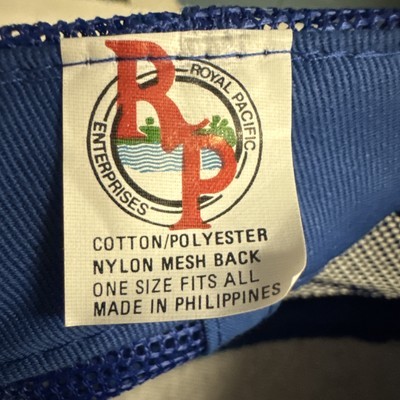 RP
ROYAL PACIFIC
ENTERPRISES
COTTON/POLYESTER
NYLON MESH BACK
ONE SIZE FITS ALL
MADE IN PHILIPPINES